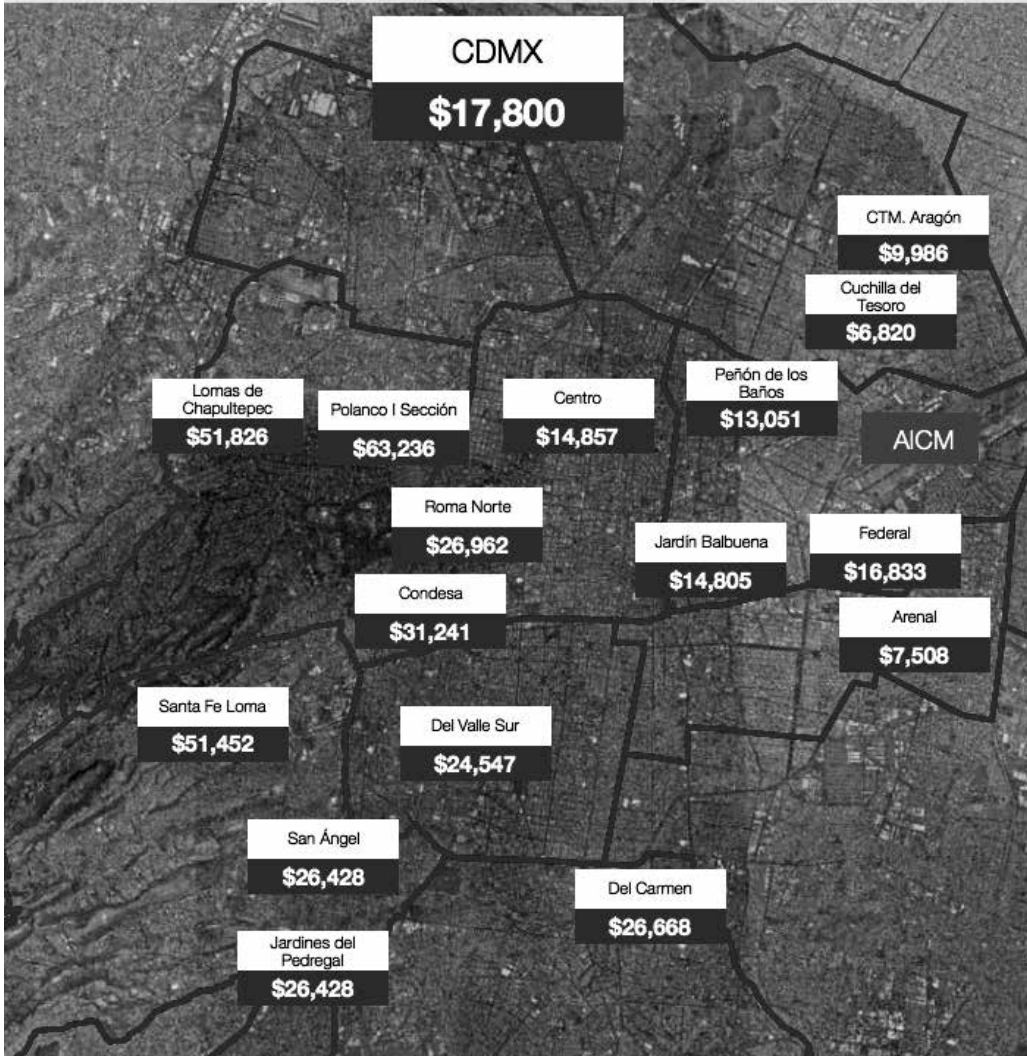 CDMX
$17,800
CTM. Aragón
$9,986
Cuchilla del
Tesoro
$6,820
Lomas de
Chapultepec
$51,826
Polanco I Sección
$63,236
Centro
$14,857
Peñón de los
Baños
$13,051
AICM
Roma Norte
$26,962
Jardín Balbuena
$14,805
Federal
$16,833
Condesa
$31,241
Arenal
$7,508
Santa Fe Loma
$51,452
Del Valle Sur
$24,547
San Ángel
$26,428
Del Carmen
$26,668
Jardines del
Pedregal
$26,428